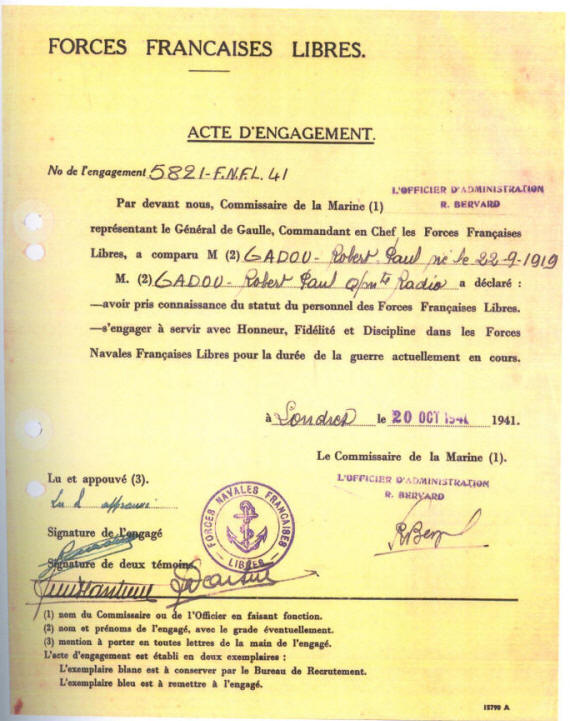 FORCES FRANCAISES LIBRES.
ACTE D'ENGAGEMENT.
No de l'engagement 5821-F.N.F.L. 41
L'OFFICIER D'ADMINISTRATION
Par devant nous, Commissaire de la Marine (1) R. BERVARD
représentant le Général de Gaulle, Commandant en Chef les Forces Françaises
Libres, a comparu M (2) GADOU- Robert Paul né le 22-9-1919
M. (2) GADOU- Robert Paul Radio a déclaré :
—avoir pris connaissance du statut du personnel des Forces Françaises Libres.
—s'engager à servir avec Honneur, Fidélité et Discipline dans les Forces
Navales Françaises Libres pour la durée de la guerre actuellement en cours.
à Londres le 20 OCT 1941 1941.
Le Commissaire de la Marine (1).
L'OFFICIER D'ADMINISTRATION
R. BERVARD
Lu et appouvé (3).
FORCES NAVALES FRANÇAISES LIBRES
Signature de l'engagé
Signature de deux témoins
(1) nom du Commissaire ou de l'Officier en faisant fonction.
(2) nom et prénoms de l'engagé, avec le grade éventuellement.
(3) mention à porter en toutes lettres de la main de l'engagé.
L'acte d'engagement est établi en deux exemplaires :
L'exemplaire blanc est à conserver par le Bureau de Recrutement.
L'exemplaire bleu est à remettre à l'engagé.
15798 A